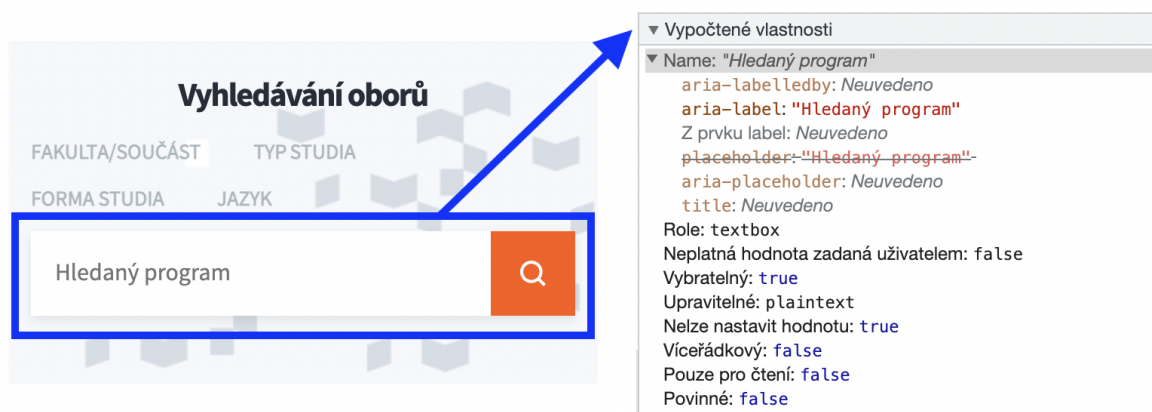 Vyhledávání oborů
FAKULTA/SOUČÁST TYP STUDIA
FORMA STUDIA JAZYK
Hledaný program
▼ Vypočtené vlastnosti
▼ Name: "Hledaný program"
aria-labelledby: Neuvedeno
aria-label: "Hledaný program"
Z prvku label: Neuvedeno
placeholder: "Hledaný program"
aria-placeholder: Neuvedeno
title: Neuvedeno
Role: textbox
Neplatná hodnota zadaná uživatelem: false
Vybratelný: true
Upravitelné: plaintext
Nelze nastavit hodnotu: true
Víceřádkový: false
Pouze pro čtení: false
Povinné: false